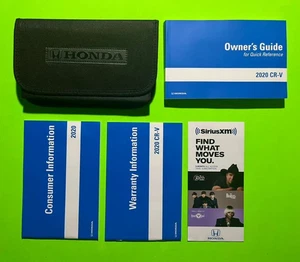 HONDA
Owner's Guide
for Quick Reference
2020 CR-V
Consumer Information
2020
Warranty Information
2020 CR-V
SiriusXM
FIND
WHAT
MOVES
YOU.
HONDA